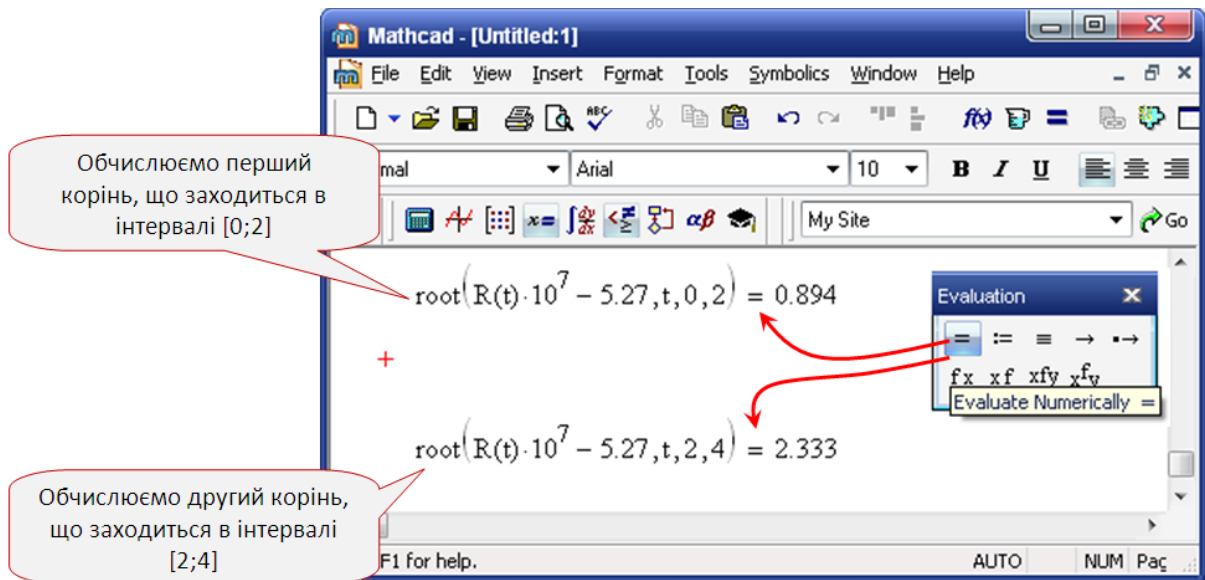 Mathcad - [Untitled:1]
File Edit View Insert Format Tools Symbolics Window Help
mal Arial 10 B I U
My Site Go
Обчислюємо перший
корінь, що заходиться в
інтервалі [0;2]
root(R(t)·10^7 − 5.27,t,0,2) = 0.894
Evaluation
= := ≡ → ▪→
fx xf xfy x^fy
Evaluate Numerically =
root(R(t)·10^7 − 5.27,t,2,4) = 2.333
Обчислюємо другий корінь,
що заходиться в інтервалі
[2;4]
F1 for help. AUTO NUM Pag